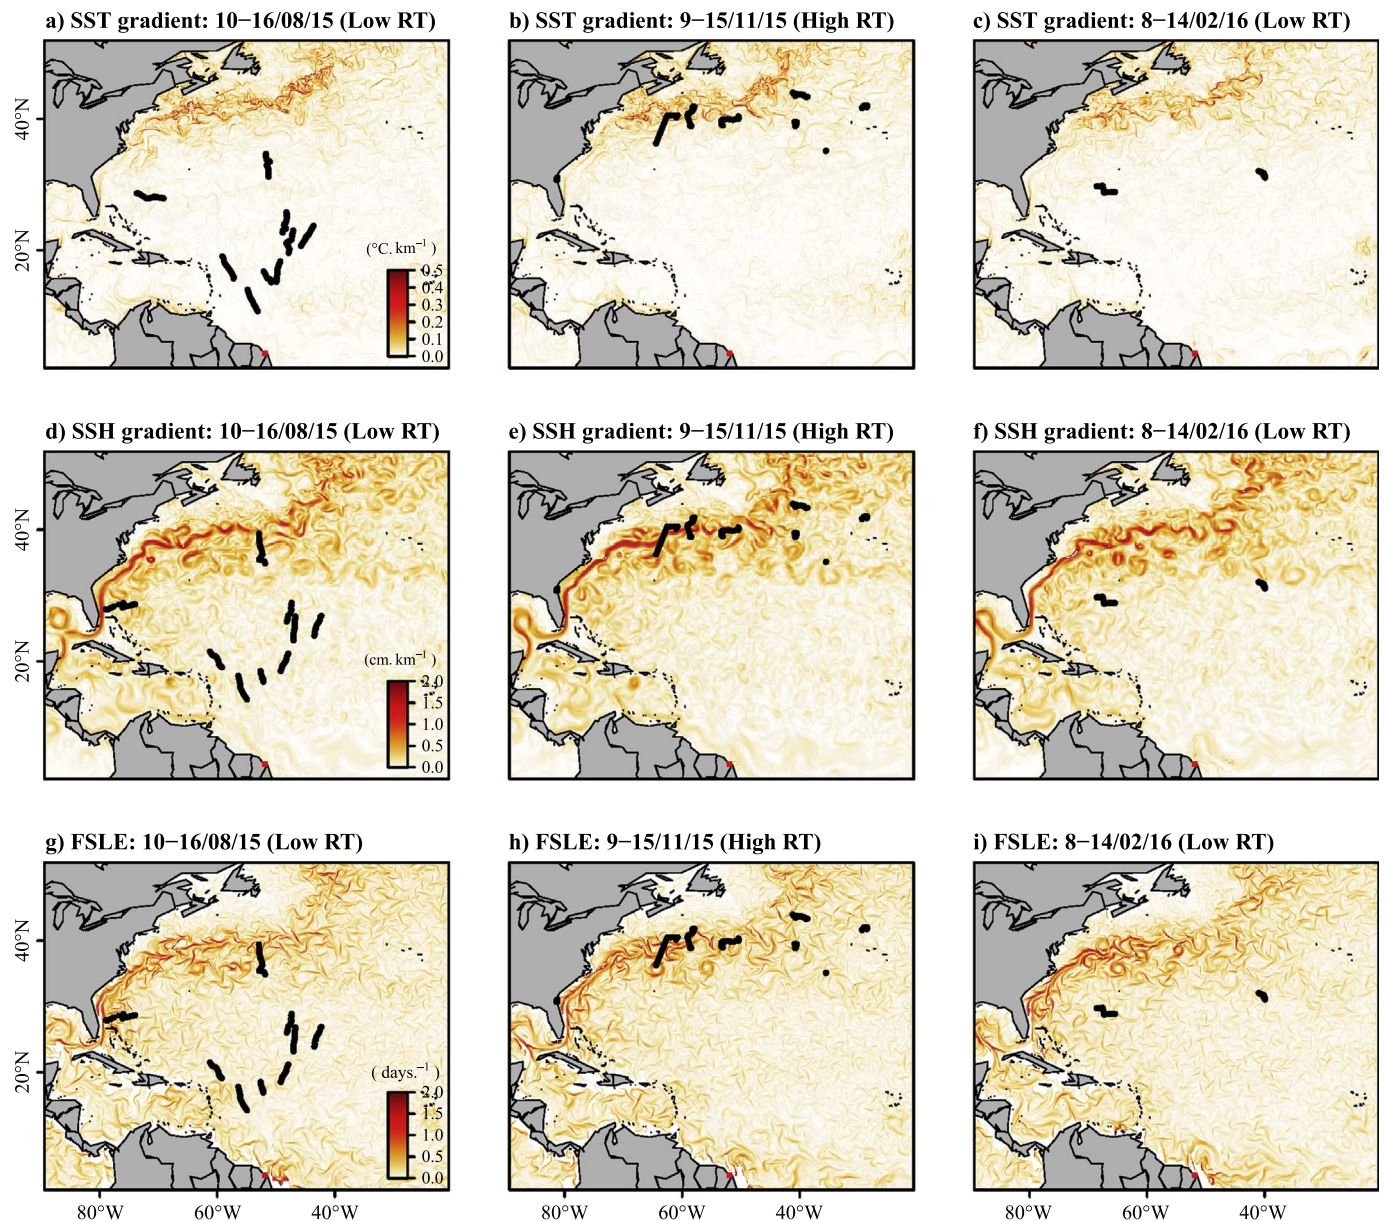 a) SST gradient: 10−16/08/15 (Low RT)
b) SST gradient: 9−15/11/15 (High RT)
c) SST gradient: 8−14/02/16 (Low RT)
40°N
20°N
(°C. km⁻¹ )
0.5
0.4
0.3
0.2
0.1
0.0
d) SSH gradient: 10−16/08/15 (Low RT)
e) SSH gradient: 9−15/11/15 (High RT)
f) SSH gradient: 8−14/02/16 (Low RT)
40°N
20°N
(cm. km⁻¹ )
2.0
1.5
1.0
0.5
0.0
g) FSLE: 10−16/08/15 (Low RT)
h) FSLE: 9−15/11/15 (High RT)
i) FSLE: 8−14/02/16 (Low RT)
40°N
20°N
( days.⁻¹ )
2.0
1.5
1.0
0.5
0.0
80°W 60°W 40°W
80°W 60°W 40°W
80°W 60°W 40°W